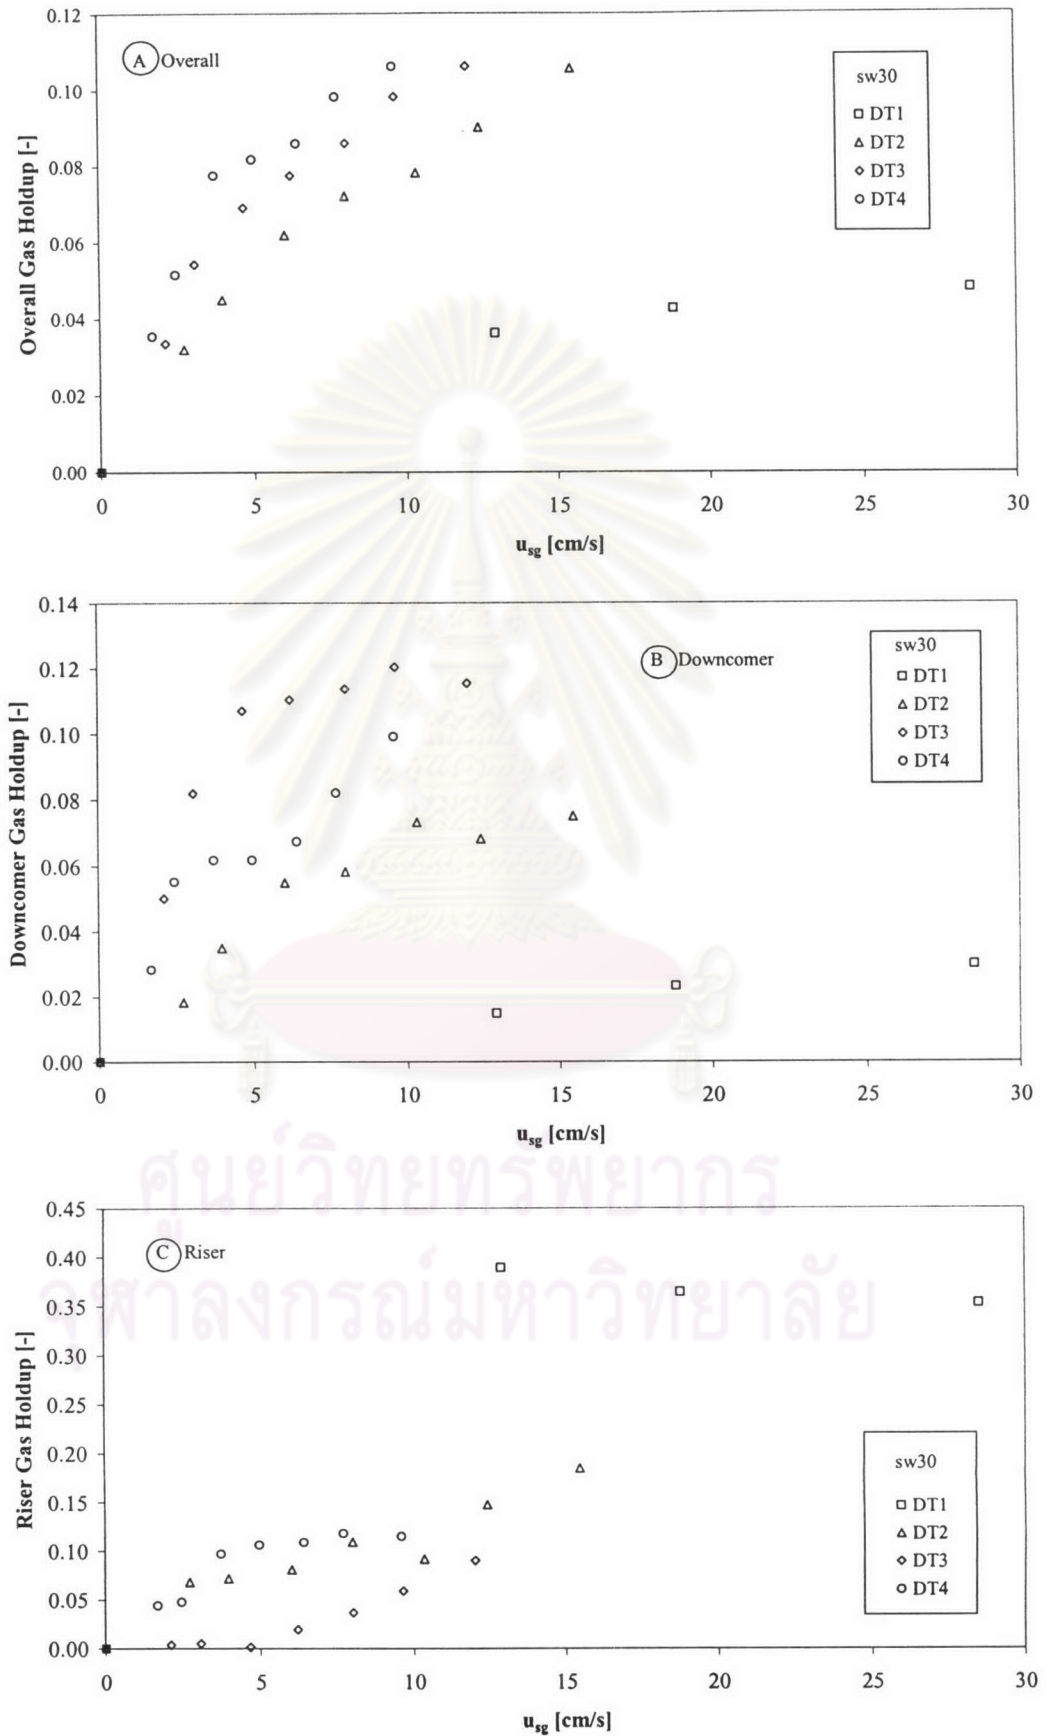 0.12
A Overall
0.10
0.08
0.06
0.04
0.02
0.00
Overall Gas Holdup [-]
sw30
DT1
DT2
DT3
DT4
0 5 10 15 20 25 30
usg [cm/s]
0.14
0.12
0.10
0.08
0.06
0.04
0.02
0.00
Downcomer Gas Holdup [-]
B Downcomer
sw30
DT1
DT2
DT3
DT4
0 5 10 15 20 25 30
usg [cm/s]
ศูนย์วิทยทรัพยากร
จุฬาลงกรณ์มหาวิทยาลัย
0.45
0.40
0.35
0.30
0.25
0.20
0.15
0.10
0.05
0.00
Riser Gas Holdup [-]
C Riser
sw30
DT1
DT2
DT3
DT4
0 5 10 15 20 25 30
usg [cm/s]